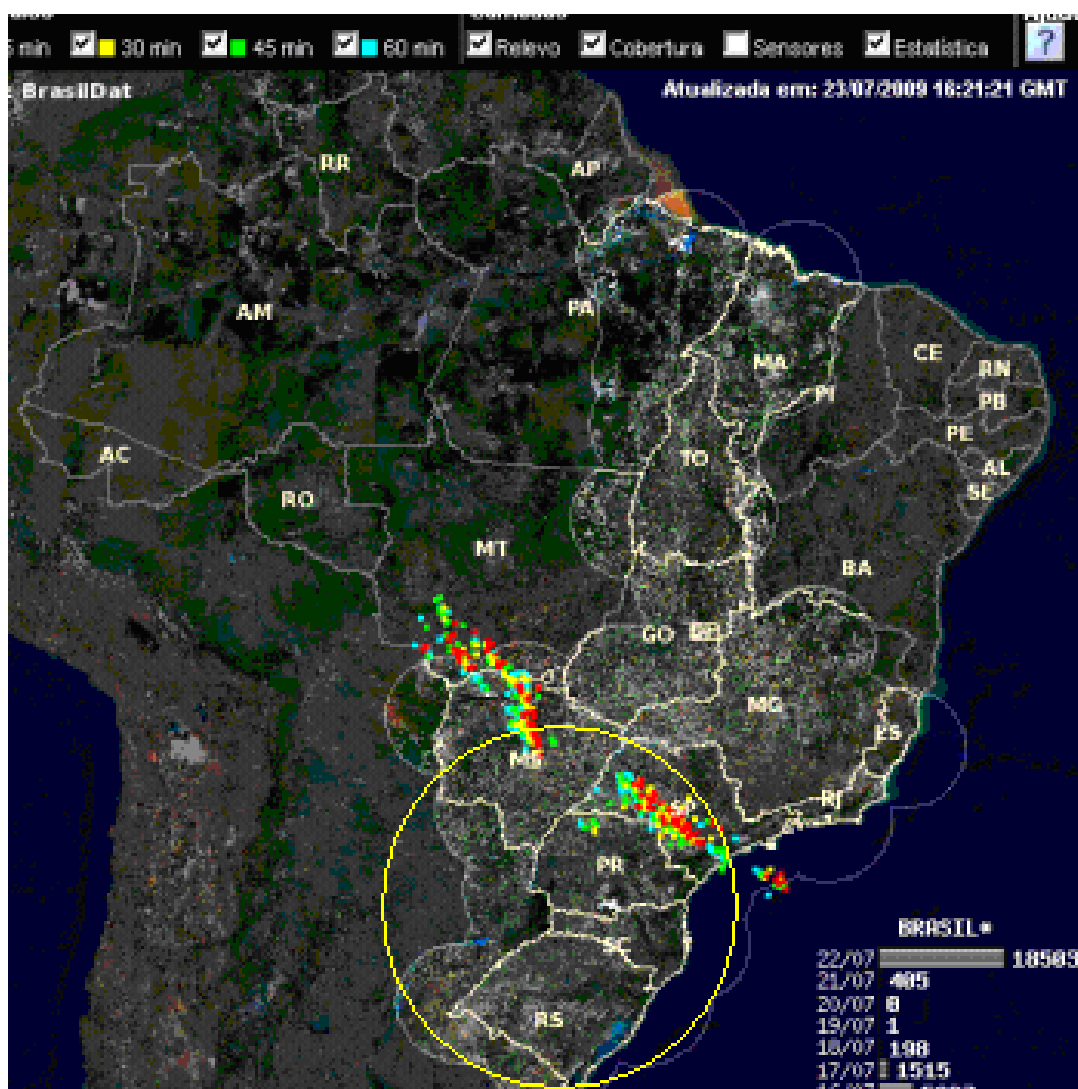 min 30 min 45 min 60 min Relevo Cobertura Sensores Estatística ?
: BrasilDat Atualizada em: 23/07/2009 16:21:21 GMT
RR
AP
AM
PA
CE
MA
RN
PI
PB
PE
AC
TO
AL
RO
SE
MT
BA
GO
MG
ES
MS
RJ
SP
PR
SC
RS
BRASIL*
22/07 18503
21/07 405
20/07 0
19/07 1
18/07 198
17/07 1515